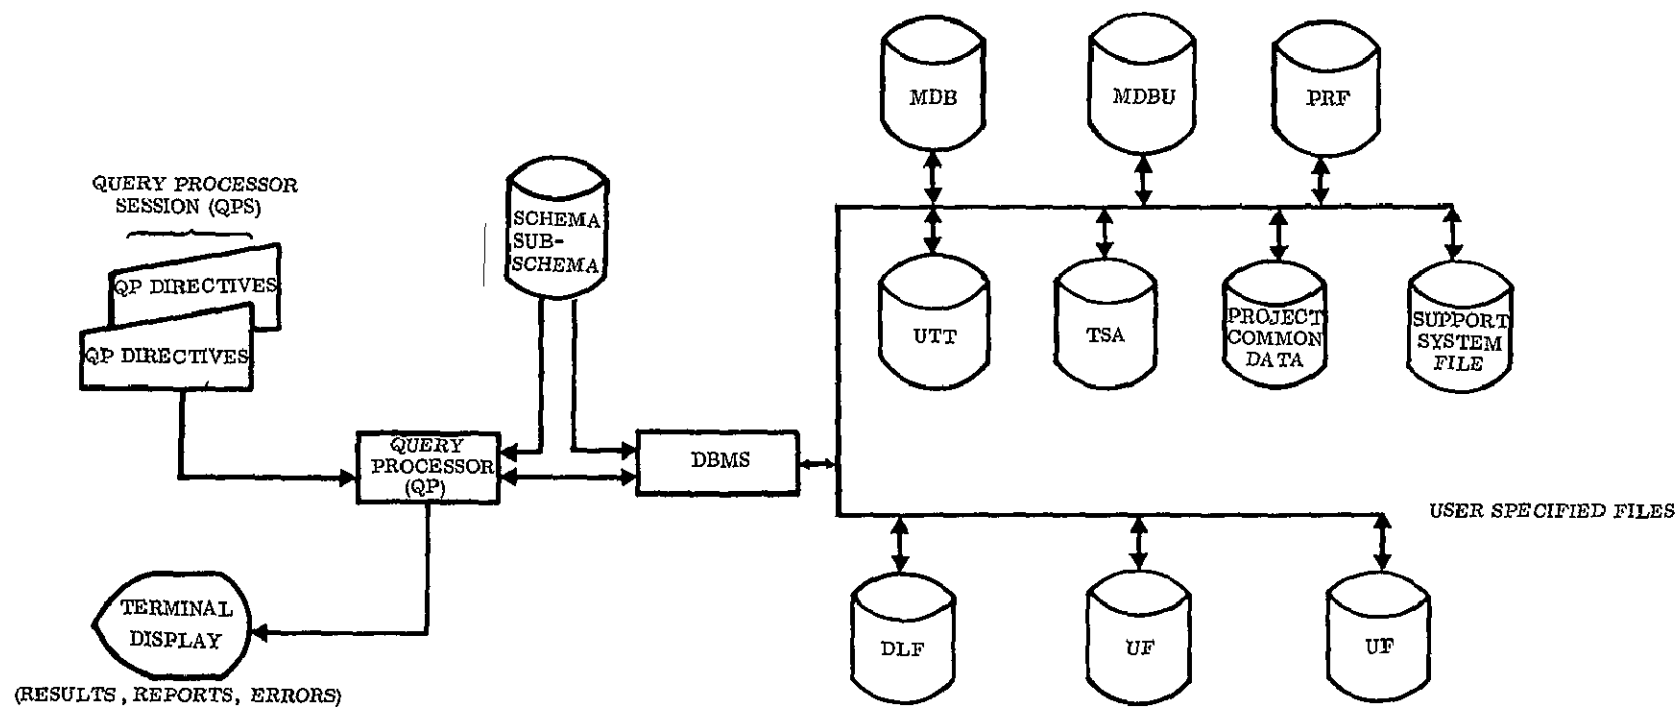 MDB
MDBU
PRF
QUERY PROCESSOR
SESSION (QPS)
SCHEMA
SUB-
SCHEMA
QP DIRECTIVES
QP DIRECTIVES
UTT
TSA
PROJECT
COMMON
DATA
SUPPORT
SYSTEM
FILE
QUERY
PROCESSOR
(QP)
DBMS
USER SPECIFIED FILES
TERMINAL
DISPLAY
(RESULTS, REPORTS, ERRORS)
DLF
UF
UF